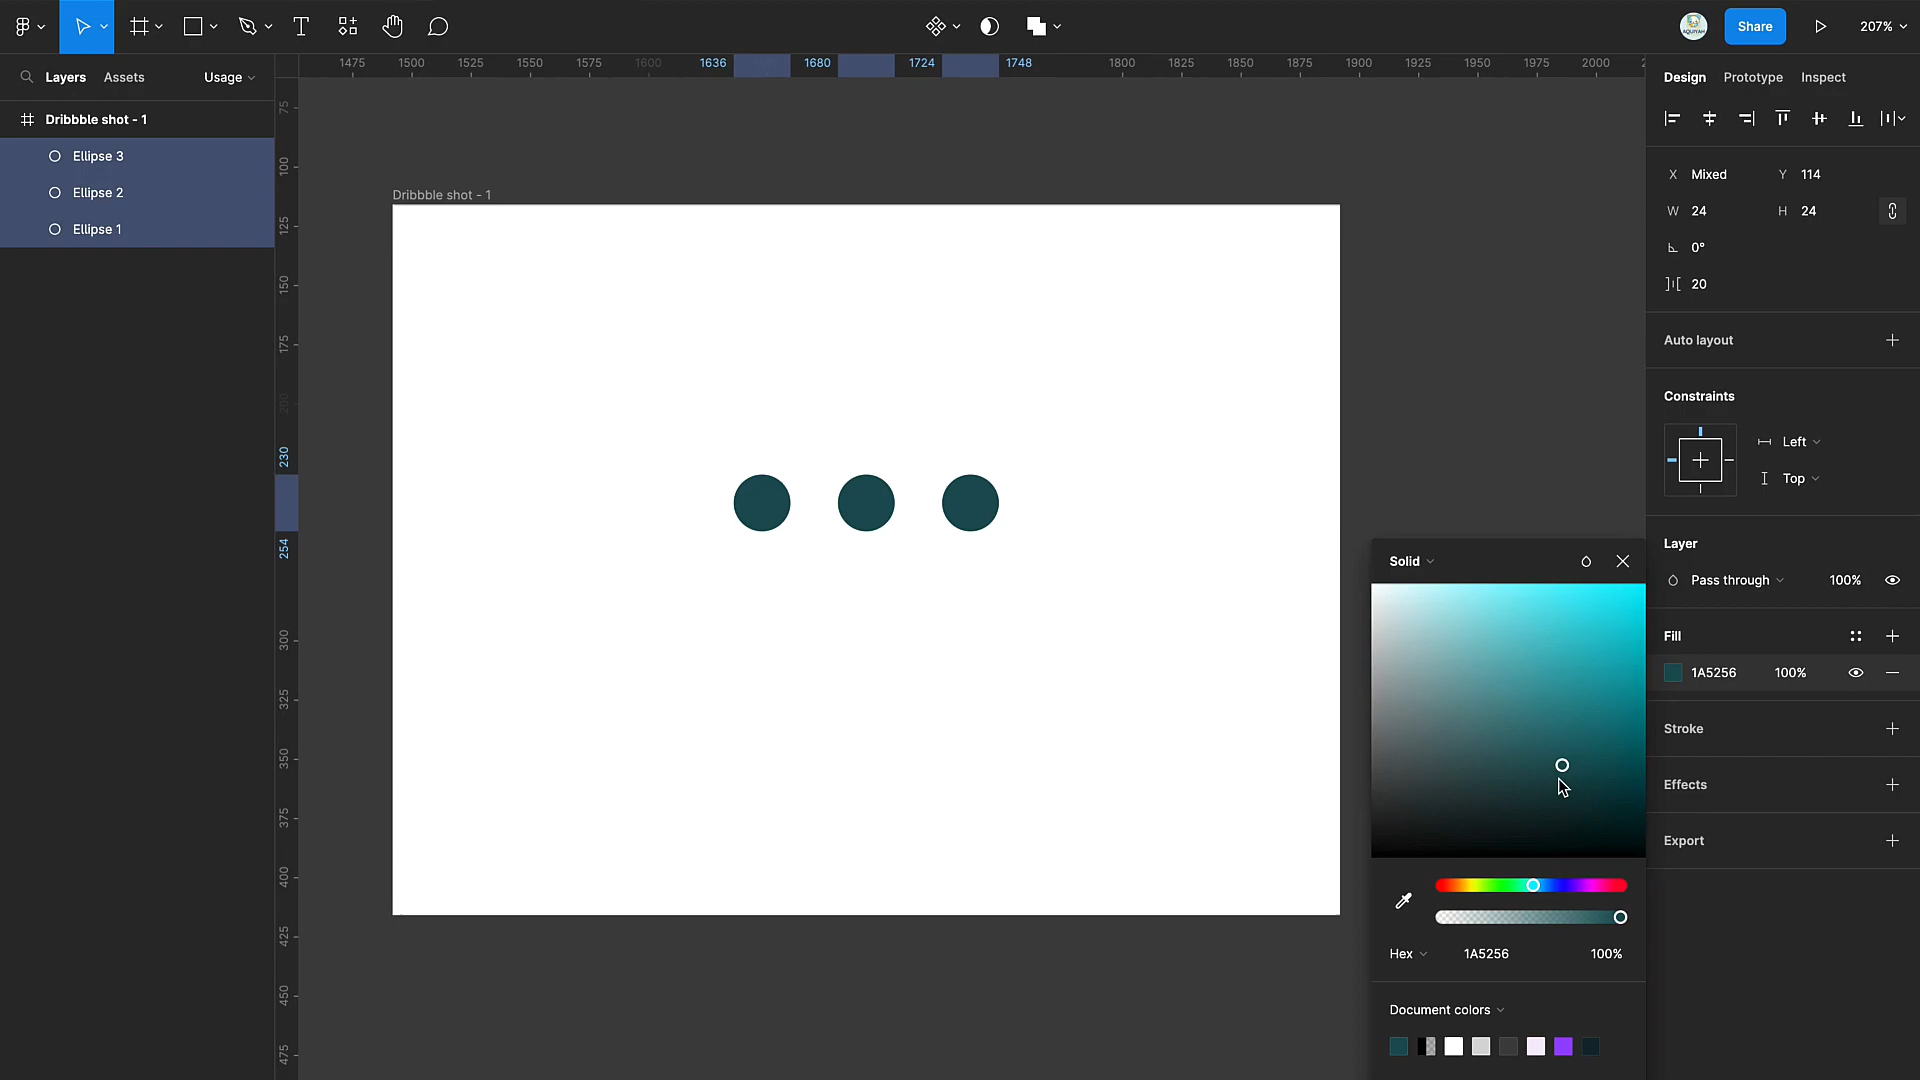 Share
207%
Layers
Assets
Usage
Dribbble shot - 1
Ellipse 3
Ellipse 2
Ellipse 1
1475 1500 1525 1550 1575 1600 1636 1680 1724 1748 1800 1825 1850 1875 1900 1925 1950 1975 2000
75
100
125
150
175
200
230
254
300
325
350
375
400
425
450
475
Dribbble shot - 1
Solid
Hex 1A5256 100%
Document colors
Design Prototype Inspect
X Mixed Y 114
W 24 H 24
0°
20
Auto layout
Constraints
Left
Top
Layer
Pass through 100%
Fill
1A5256 100%
Stroke
Effects
Export